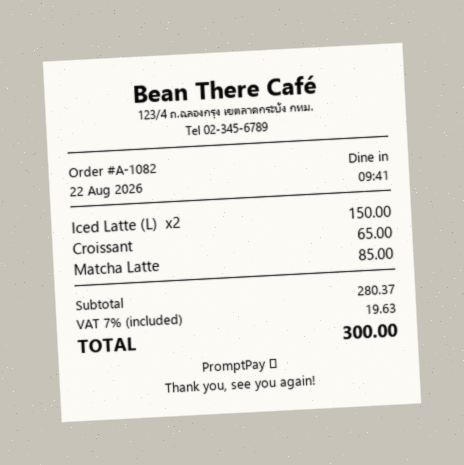 Bean There Café
123/4 ถ.ฉลองกรุง เขตลาดกระบัง กทม.
Tel 02-345-6789
Order #A-1082 Dine in
22 Aug 2026 09:41
Iced Latte (L) x2 150.00
Croissant 65.00
Matcha Latte 85.00
Subtotal 280.37
VAT 7% (included) 19.63
TOTAL 300.00
PromptPay
Thank you, see you again!